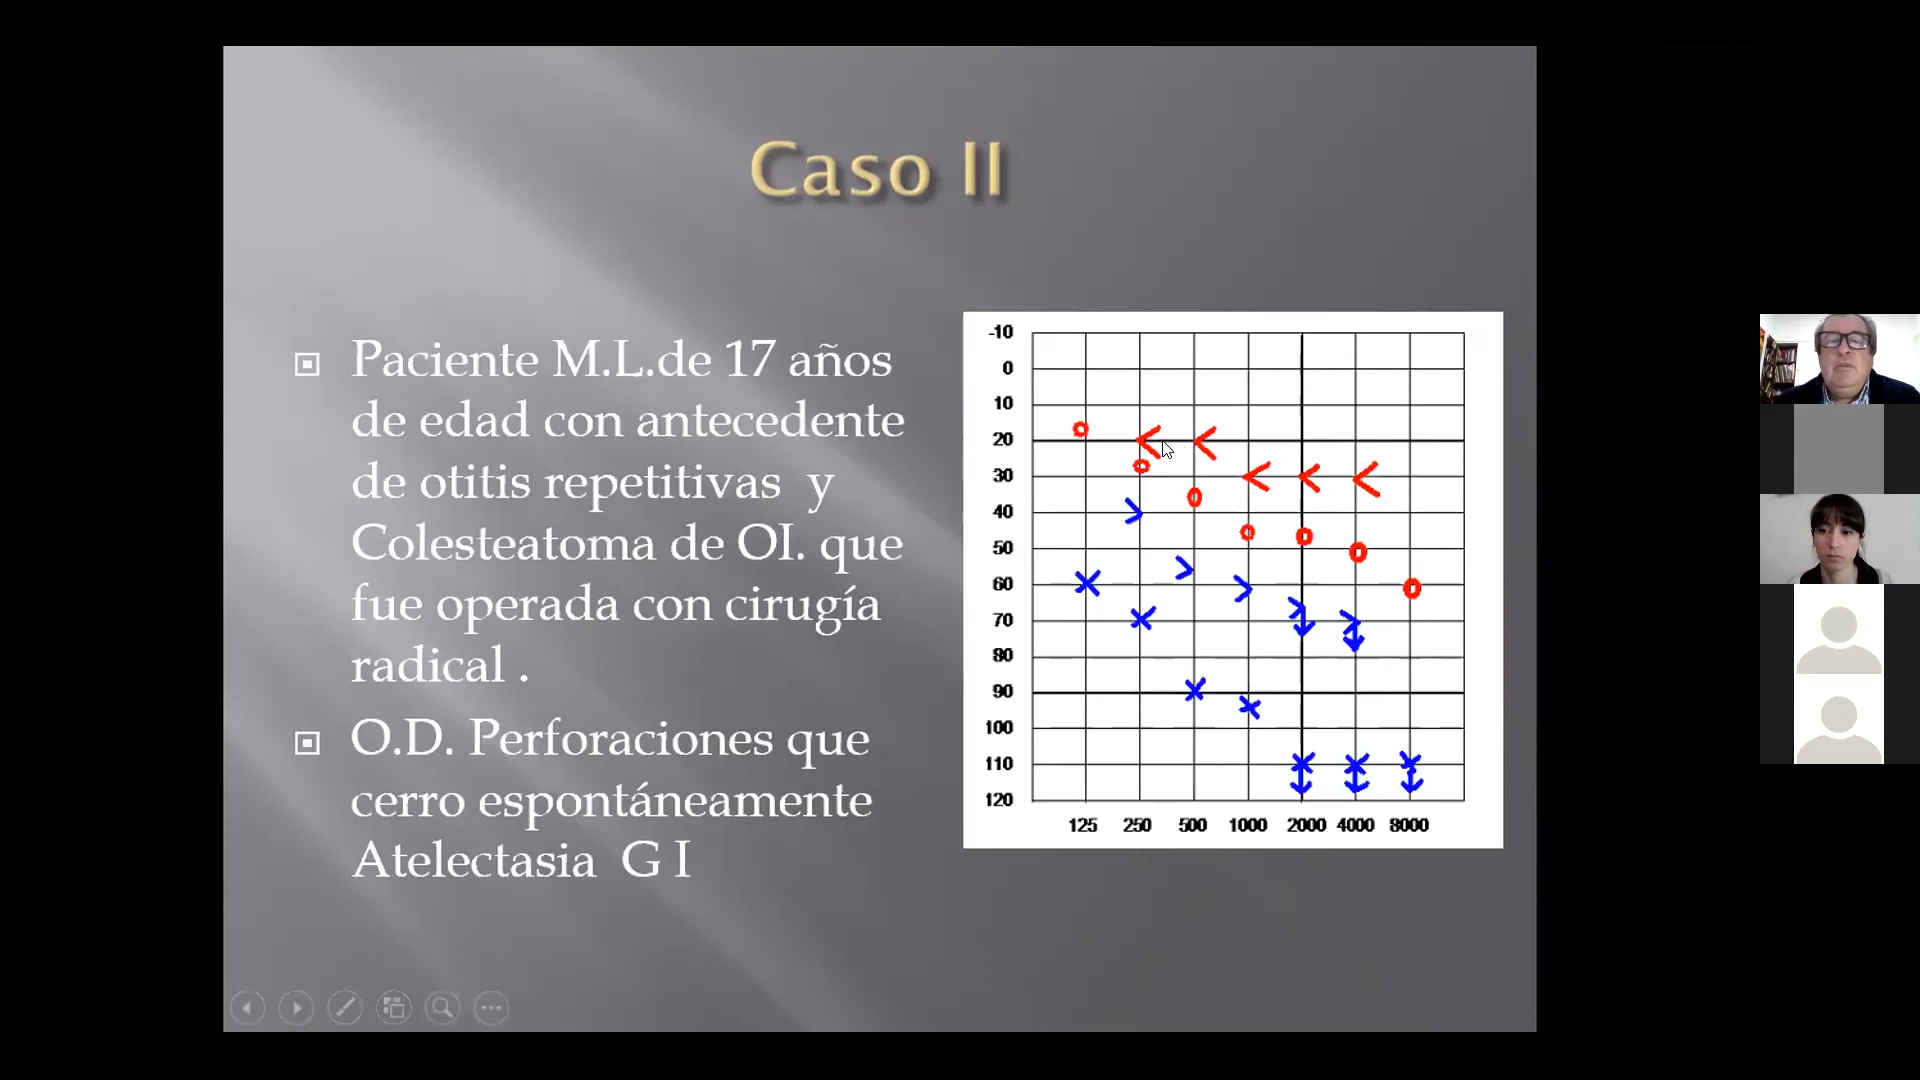 Caso II
Paciente M.L.de 17 años
de edad con antecedente
de otitis repetitivas y
Colesteatoma de OI. que
fue operada con cirugía
radical .
O.D. Perforaciones que
cerro espontáneamente
Atelectasia G I
-10
0
10
20
30
40
50
60
70
80
90
100
110
120
125 250 500 1000 2000 4000 8000